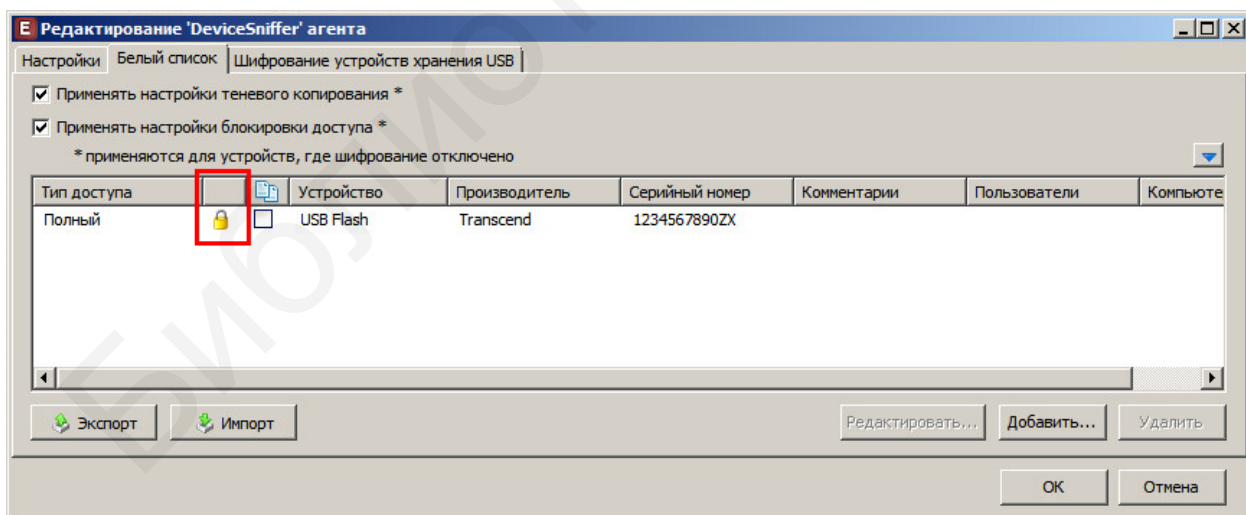 E Редактирование 'DeviceSniffer' агента
Настройки Белый список Шифрование устройств хранения USB
Применять настройки теневого копирования *
Применять настройки блокировки доступа *
* применяются для устройств, где шифрование отключено
Тип доступа Устройство Производитель Серийный номер Комментарии Пользователи Компьюте
Полный USB Flash Transcend 1234567890ZX
Экспорт Импорт Редактировать... Добавить... Удалить
OK Отмена
Библиот